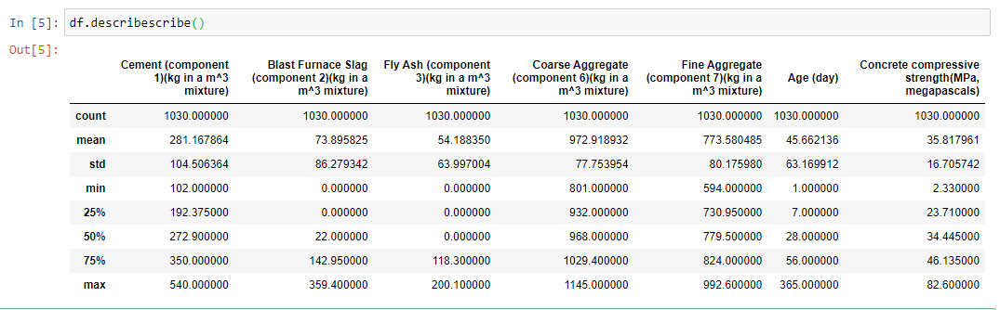 In [5]: df.describescribe()
Out[5]:
Cement (component 1)(kg in a m^3 mixture) Blast Furnace Slag (component 2)(kg in a m^3 mixture) Fly Ash (component 3)(kg in a m^3 mixture) Coarse Aggregate (component 6)(kg in a m^3 mixture) Fine Aggregate (component 7)(kg in a m^3 mixture) Age (day) Concrete compressive strength(MPa, megapascals)
count 1030.000000 1030.000000 1030.000000 1030.000000 1030.000000 1030.000000 1030.000000
mean 281.167864 73.895825 54.188350 972.918932 773.580485 45.662136 35.817961
std 104.506364 86.279342 63.997004 77.753954 80.175980 63.169912 16.705742
min 102.000000 0.000000 0.000000 801.000000 594.000000 1.000000 2.330000
25% 192.375000 0.000000 0.000000 932.000000 730.950000 7.000000 23.710000
50% 272.900000 22.000000 0.000000 968.000000 779.500000 28.000000 34.445000
75% 350.000000 142.950000 118.300000 1029.400000 824.000000 56.000000 46.135000
max 540.000000 359.400000 200.100000 1145.000000 992.600000 365.000000 82.600000